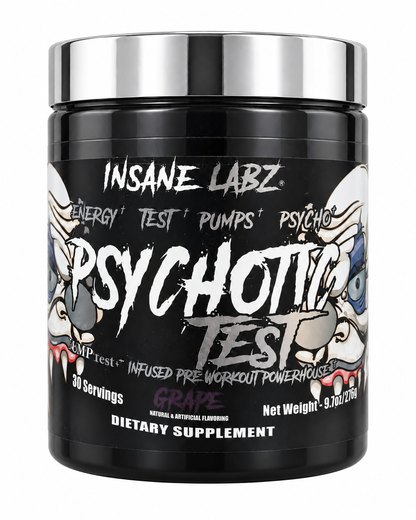 INSANE LABZ®
ENERGY+ TEST+ PUMPS+ PSYCHO+
PSYCHOTIC
TEST
Test+
INFUSED PRE WORKOUT POWERHOUSE
30 Servings
GRAPE
Net Weight - 9.7oz/276g
NATURAL & ARTIFICIAL FLAVORING
DIETARY SUPPLEMENT